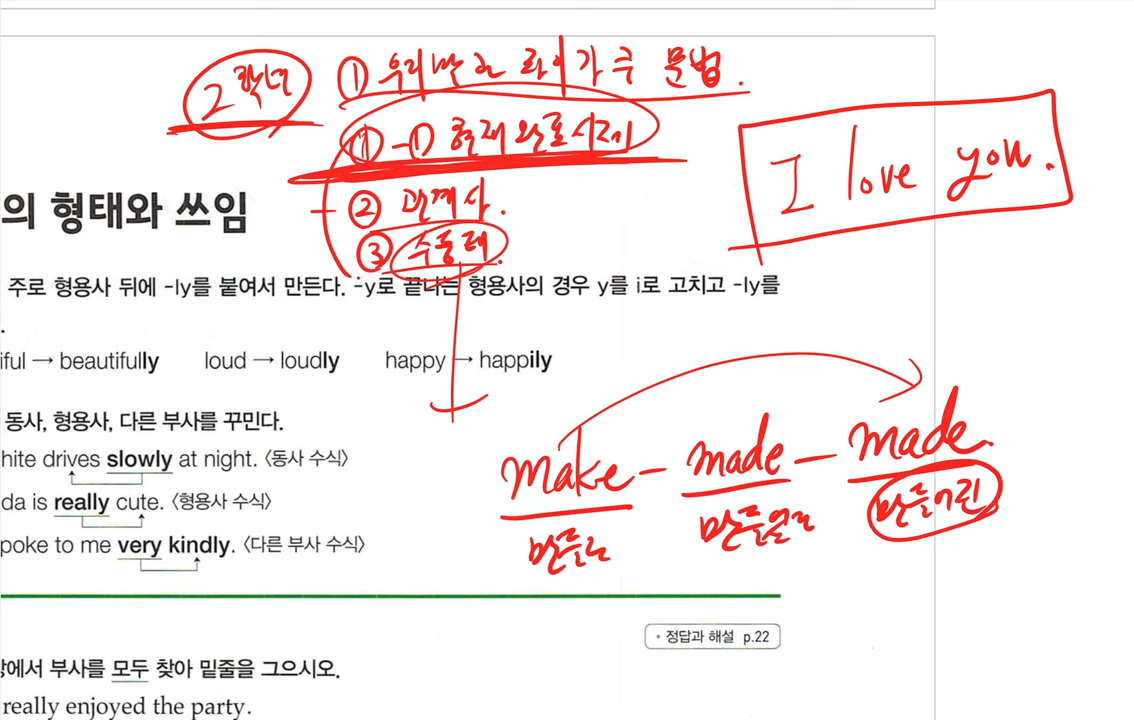 2학년 ① 우리말과 차이가 큰 문법.
①-① 현재완료시제
② 관계사.
③ 수동태.
I love you.
의 형태와 쓰임
주로 형용사 뒤에 -ly를 붙여서 만든다. -y로 끝나는 형용사의 경우 y를 i로 고치고 -ly를
.
iful → beautifully loud → loudly happy → happily
동사, 형용사, 다른 부사를 꾸민다.
hite drives slowly at night. <동사 수식>
da is really cute. <형용사 수식>
poke to me very kindly. <다른 부사 수식>
make - made - made.
만들다 만들었다 만들어진
• 정답과 해설 p.22
장에서 부사를 모두 찾아 밑줄을 그으시오.
really enjoyed the party.